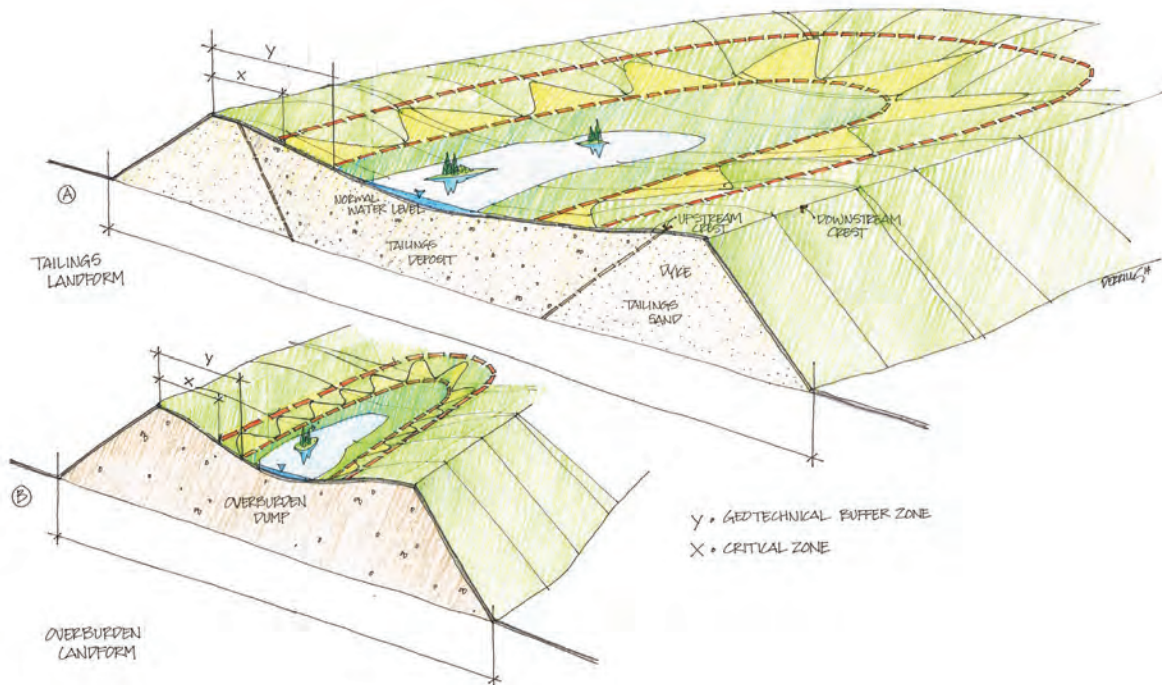 Y
X
A
TAILINGS
LANDFORM
NORMAL
WATER LEVEL
TAILINGS
DEPOSIT
UPSTREAM
CREST
DOWNSTREAM
CREST
DYKE
TAILINGS
SAND
Y
X
B
OVERBURDEN
DUMP
OVERBURDEN
LANDFORM
Y • GEOTECHNICAL BUFFER ZONE
X • CRITICAL ZONE